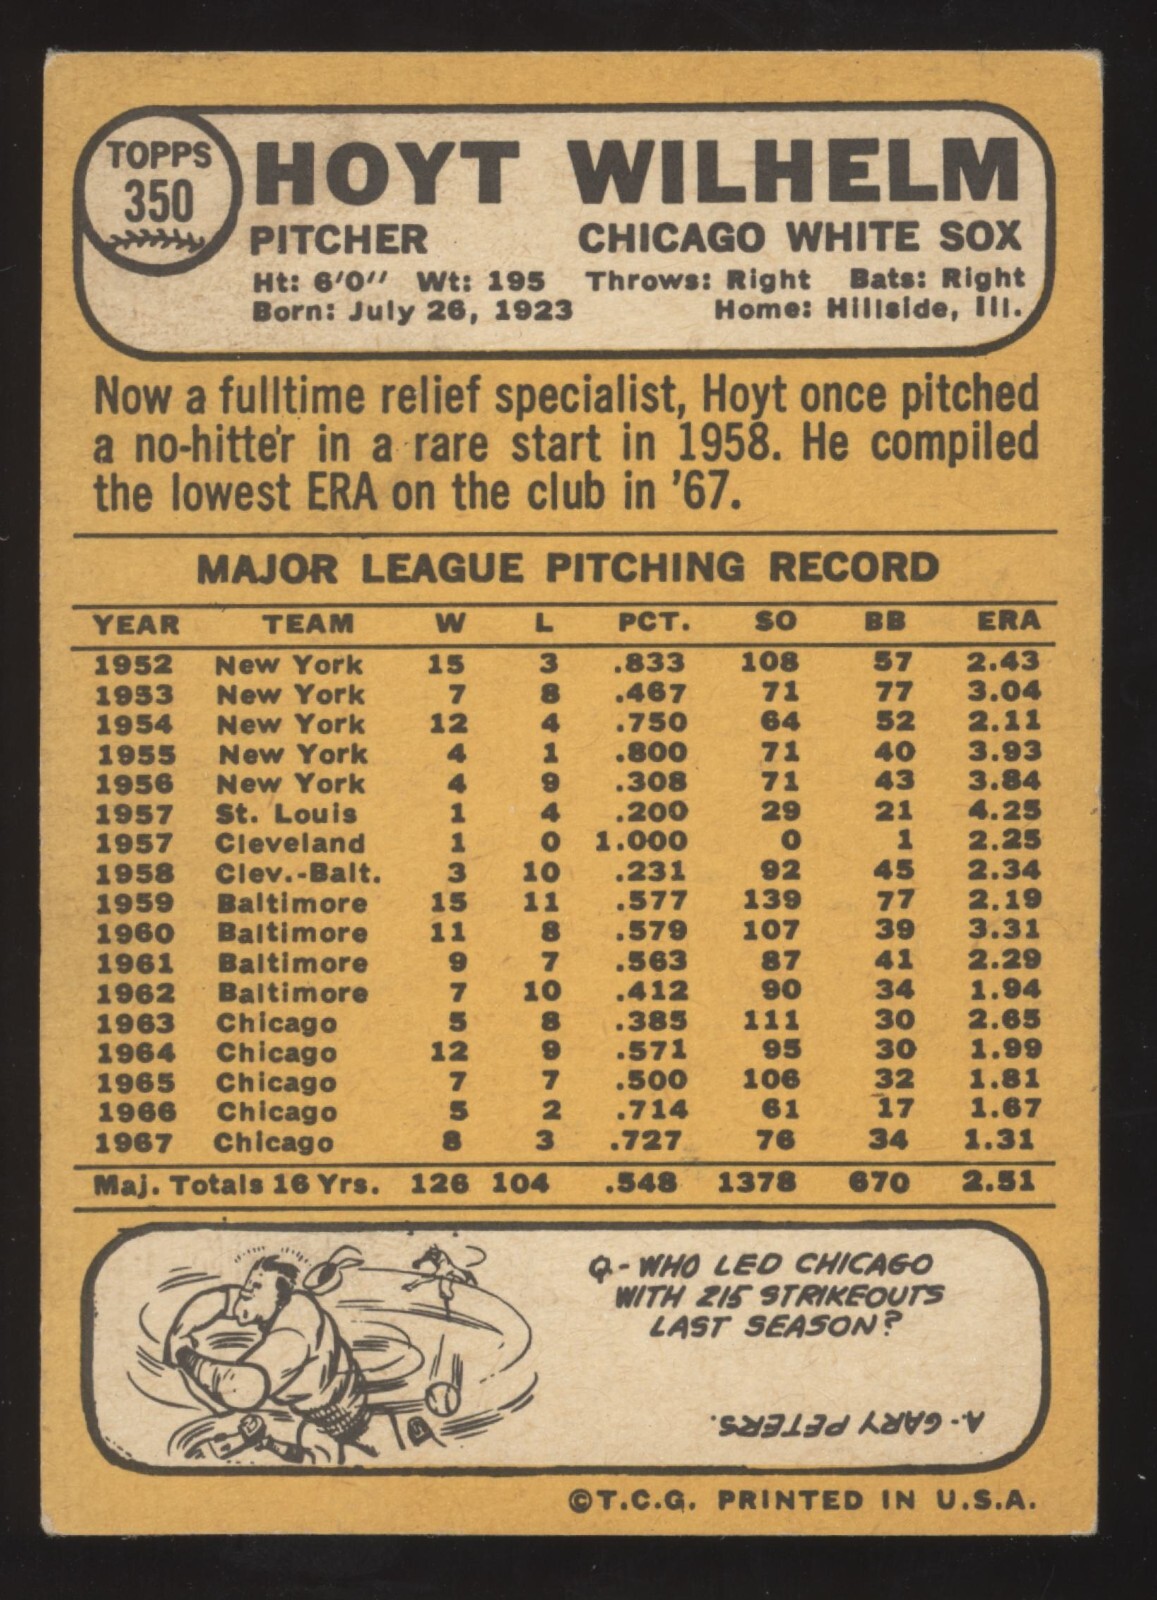 TOPPS
350
HOYT WILHELM
PITCHER CHICAGO WHITE SOX
Ht: 6'0" Wt: 195 Throws: Right Bats: Right
Born: July 26, 1923 Home: Hillside, Ill.
Now a fulltime relief specialist, Hoyt once pitched
a no-hitter in a rare start in 1958. He compiled
the lowest ERA on the club in '67.
MAJOR LEAGUE PITCHING RECORD
YEAR TEAM W L PCT. SO BB ERA
1952 New York 15 3 .833 108 57 2.43
1953 New York 7 8 .467 71 77 3.04
1954 New York 12 4 .750 64 52 2.11
1955 New York 4 1 .800 71 40 3.93
1956 New York 4 9 .308 71 43 3.84
1957 St. Louis 1 4 .200 29 21 4.25
1957 Cleveland 1 0 1.000 0 1 2.25
1958 Clev.-Balt. 3 10 .231 92 45 2.34
1959 Baltimore 15 11 .577 139 77 2.19
1960 Baltimore 11 8 .579 107 39 3.31
1961 Baltimore 9 7 .563 87 41 2.29
1962 Baltimore 7 10 .412 90 34 1.94
1963 Chicago 5 8 .385 111 30 2.65
1964 Chicago 12 9 .571 95 30 1.99
1965 Chicago 7 7 .500 106 32 1.81
1966 Chicago 5 2 .714 61 17 1.67
1967 Chicago 8 3 .727 76 34 1.31
Maj. Totals 16 Yrs. 126 104 .548 1378 670 2.51
Q-WHO LED CHICAGO
WITH 215 STRIKEOUTS
LAST SEASON?
A-GARY PETERS.
©T.C.G. PRINTED IN U.S.A.